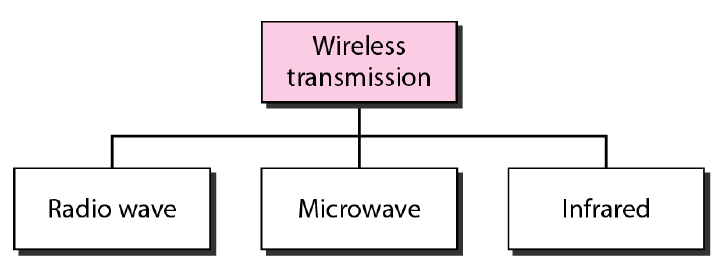 Wireless
transmission
Radio wave
Microwave
Infrared